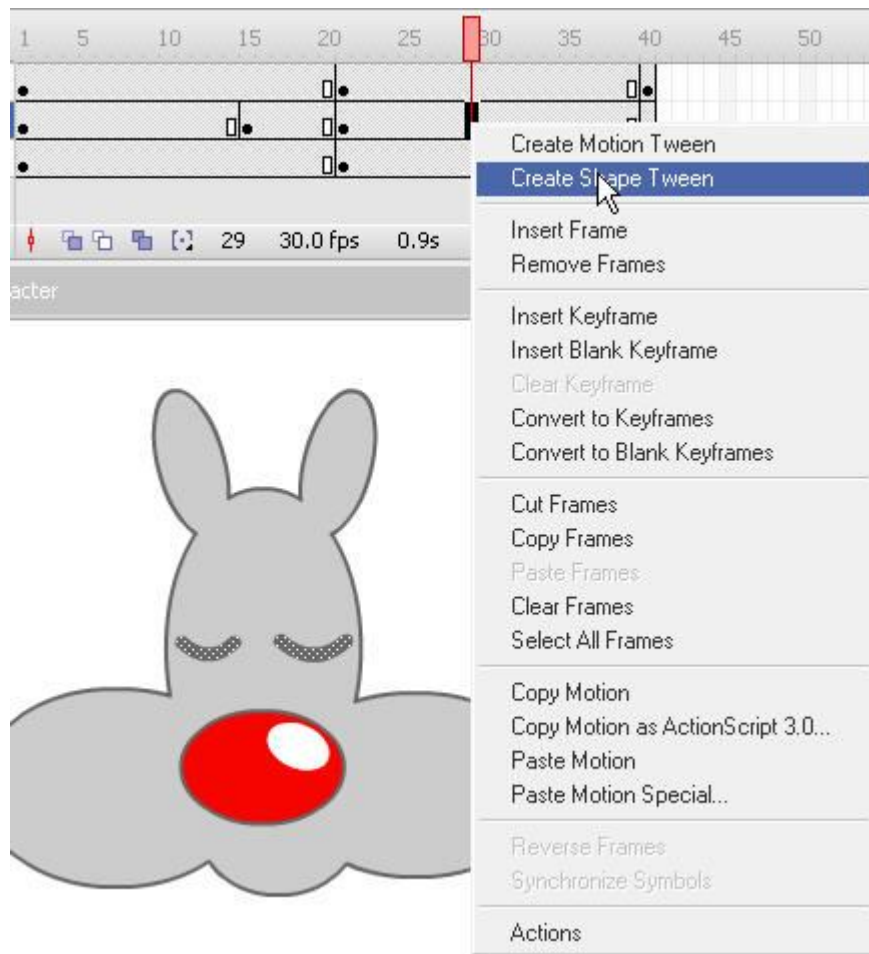 1 5 10 15 20 25 30 35 40 45 50
29 30.0 fps 0.9s
acter
Create Motion Tween
Create Shape Tween
Insert Frame
Remove Frames
Insert Keyframe
Insert Blank Keyframe
Clear Keyframe
Convert to Keyframes
Convert to Blank Keyframes
Cut Frames
Copy Frames
Paste Frames
Clear Frames
Select All Frames
Copy Motion
Copy Motion as ActionScript 3.0...
Paste Motion
Paste Motion Special...
Reverse Frames
Synchronize Symbols
Actions